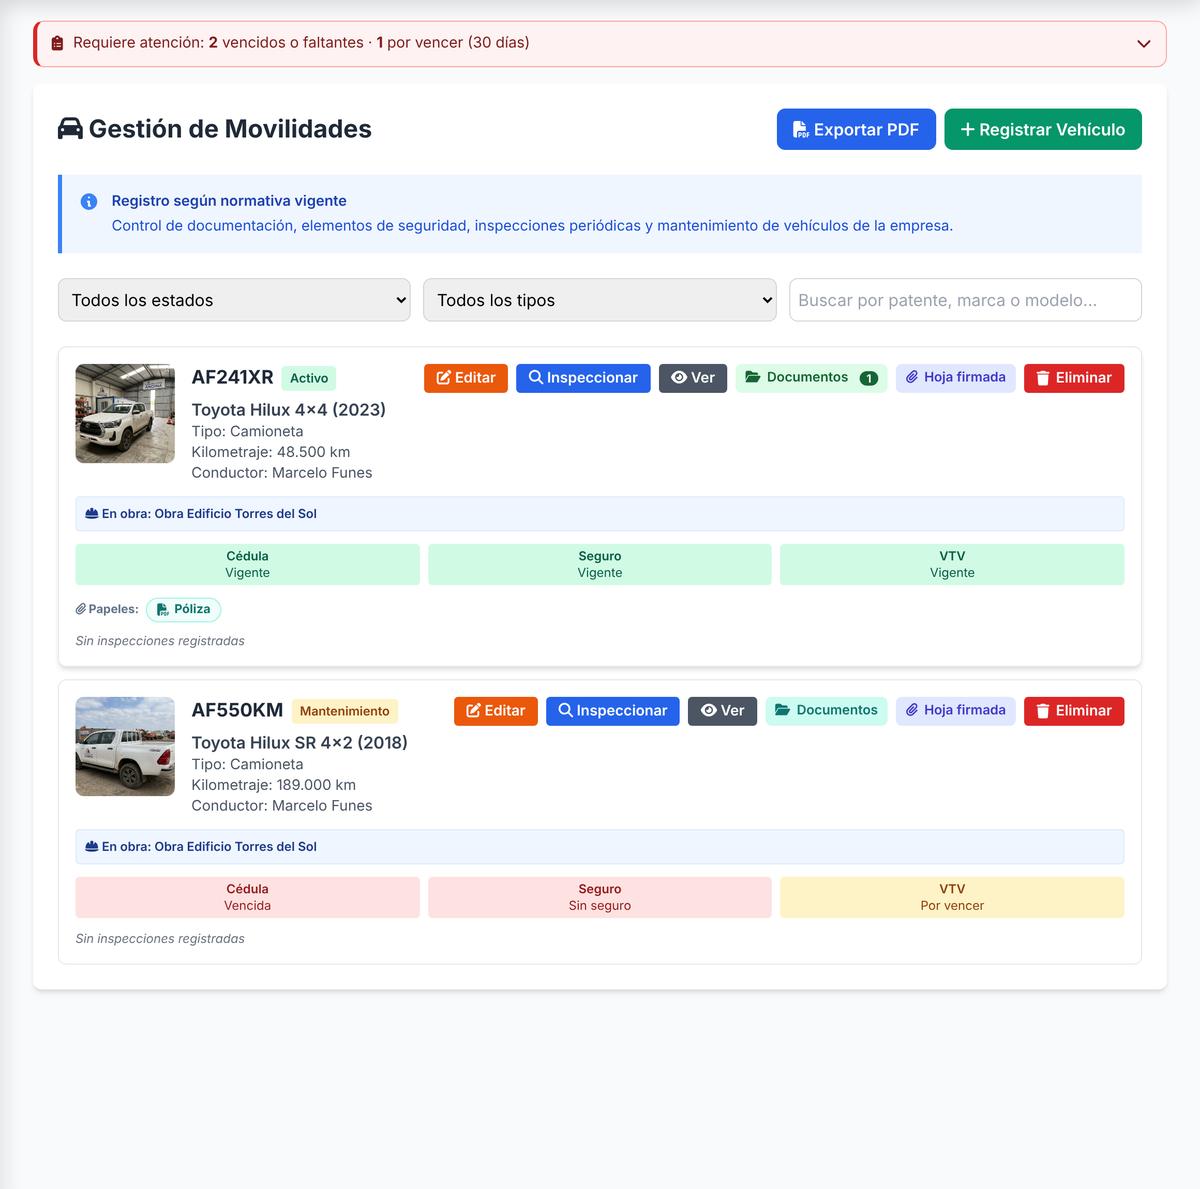 Requiere atención: 2 vencidos o faltantes · 1 por vencer (30 días)
Gestión de Movilidades
Exportar PDF
Registrar Vehículo
Registro según normativa vigente
Control de documentación, elementos de seguridad, inspecciones periódicas y mantenimiento de vehículos de la empresa.
Todos los estados
Todos los tipos
Buscar por patente, marca o modelo...
AF241XR Activo
Editar Inspeccionar Ver Documentos 1 Hoja firmada Eliminar
Toyota Hilux 4x4 (2023)
Tipo: Camioneta
Kilometraje: 48.500 km
Conductor: Marcelo Funes
En obra: Obra Edificio Torres del Sol
Cédula
Vigente
Seguro
Vigente
VTV
Vigente
Papeles: Póliza
Sin inspecciones registradas
AF550KM Mantenimiento
Editar Inspeccionar Ver Documentos Hoja firmada Eliminar
Toyota Hilux SR 4x2 (2018)
Tipo: Camioneta
Kilometraje: 189.000 km
Conductor: Marcelo Funes
En obra: Obra Edificio Torres del Sol
Cédula
Vencida
Seguro
Sin seguro
VTV
Por vencer
Sin inspecciones registradas